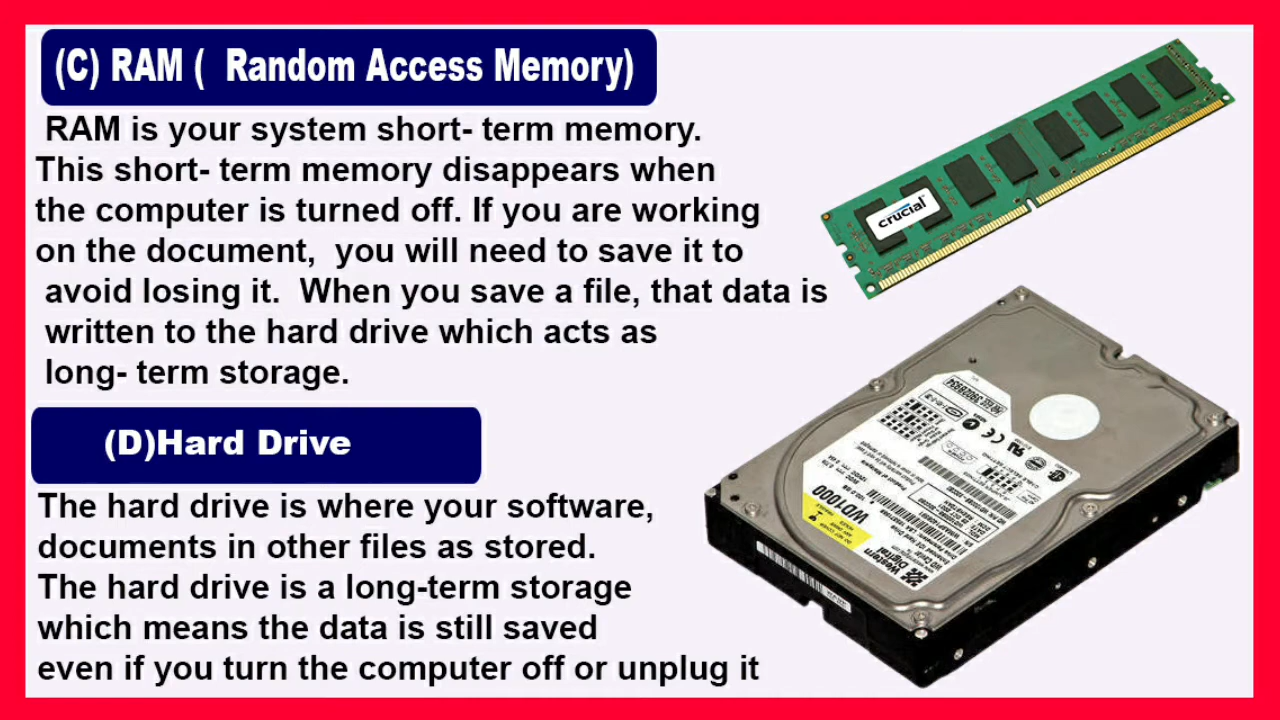 (C) RAM ( Random Access Memory)
RAM is your system short- term memory.
This short- term memory disappears when
the computer is turned off. If you are working
on the document, you will need to save it to
avoid losing it. When you save a file, that data is
written to the hard drive which acts as
long- term storage.
crucial
(D)Hard Drive
The hard drive is where your software,
documents in other files as stored.
The hard drive is a long-term storage
which means the data is still saved
even if you turn the computer off or unplug it
WD1000
Western
Digital